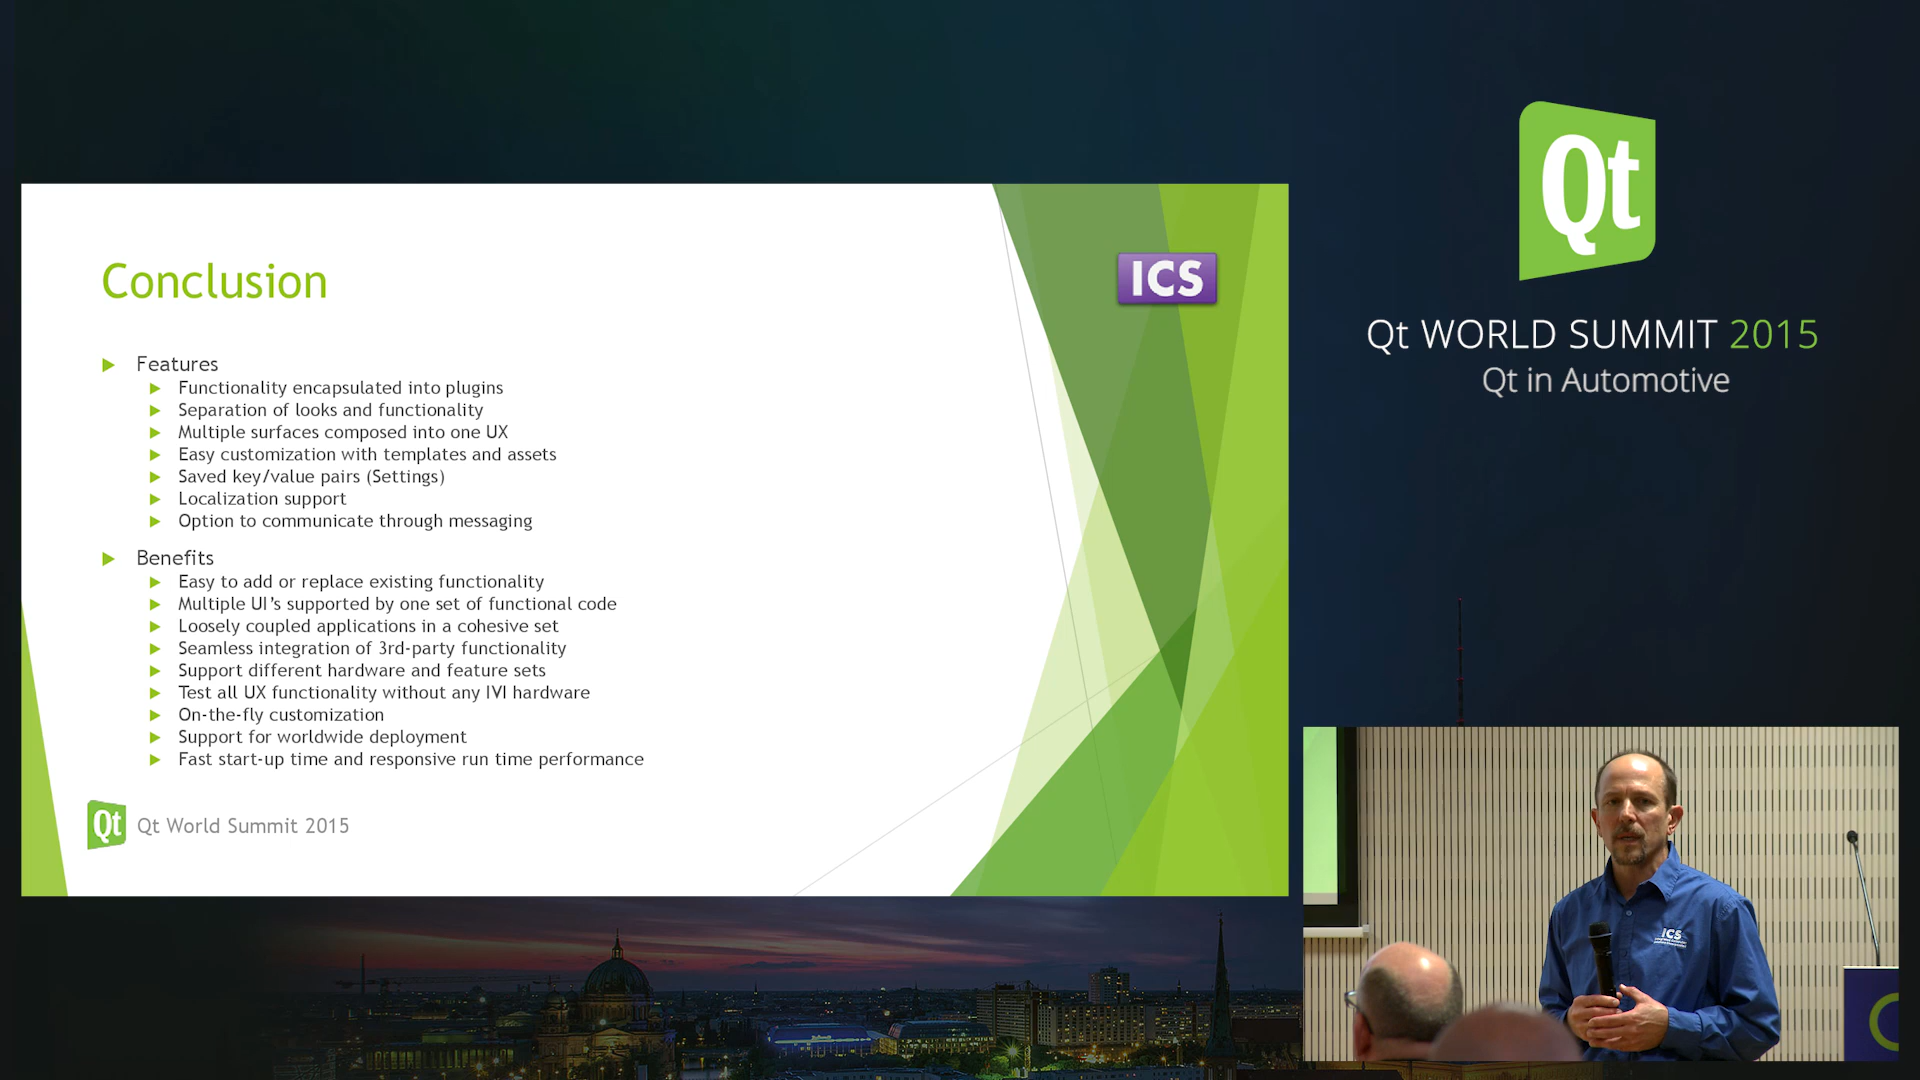 Conclusion
ICS
Features
Functionality encapsulated into plugins
Separation of looks and functionality
Multiple surfaces composed into one UX
Easy customization with templates and assets
Saved key/value pairs (Settings)
Localization support
Option to communicate through messaging
Benefits
Easy to add or replace existing functionality
Multiple UI's supported by one set of functional code
Loosely coupled applications in a cohesive set
Seamless integration of 3rd-party functionality
Support different hardware and feature sets
Test all UX functionality without any IVI hardware
On-the-fly customization
Support for worldwide deployment
Fast start-up time and responsive run time performance
Qt Qt World Summit 2015
Qt
Qt WORLD SUMMIT 2015
Qt in Automotive
ICS